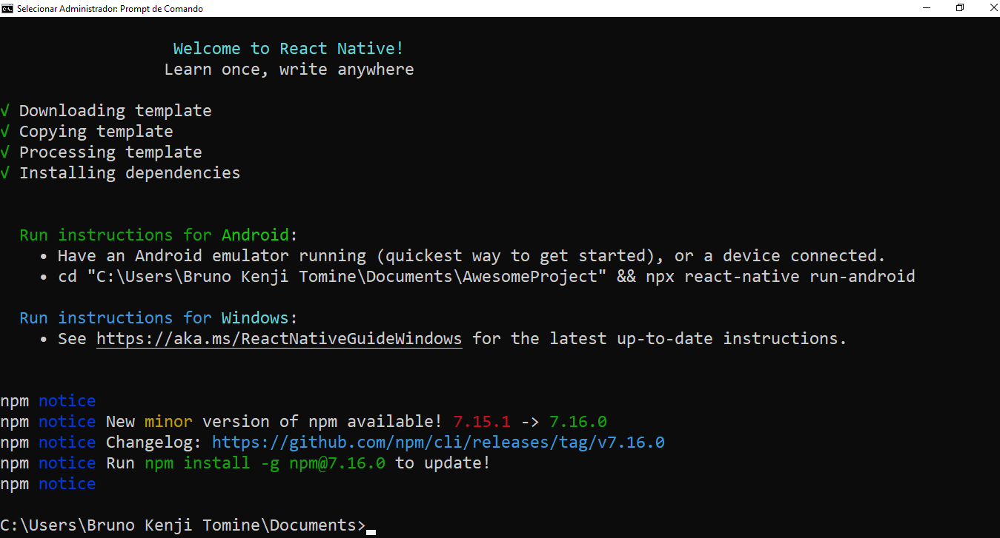 Selecionar Administrador: Prompt de Comando
Welcome to React Native!
Learn once, write anywhere
√ Downloading template
√ Copying template
√ Processing template
√ Installing dependencies
Run instructions for Android:
• Have an Android emulator running (quickest way to get started), or a device connected.
• cd "C:\Users\Bruno Kenji Tomine\Documents\AwesomeProject" && npx react-native run-android
Run instructions for Windows:
• See https://aka.ms/ReactNativeGuideWindows for the latest up-to-date instructions.
npm notice
npm notice New minor version of npm available! 7.15.1 -> 7.16.0
npm notice Changelog: https://github.com/npm/cli/releases/tag/v7.16.0
npm notice Run npm install -g npm@7.16.0 to update!
npm notice
C:\Users\Bruno Kenji Tomine\Documents>